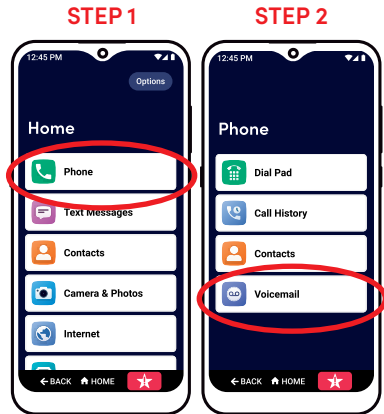 STEP 1
12:45 PM
Options
Home
Phone
Text Messages
Contacts
Camera & Photos
Internet
BACK HOME
STEP 2
12:45 PM
Phone
Dial Pad
Call History
Contacts
Voicemail
BACK HOME